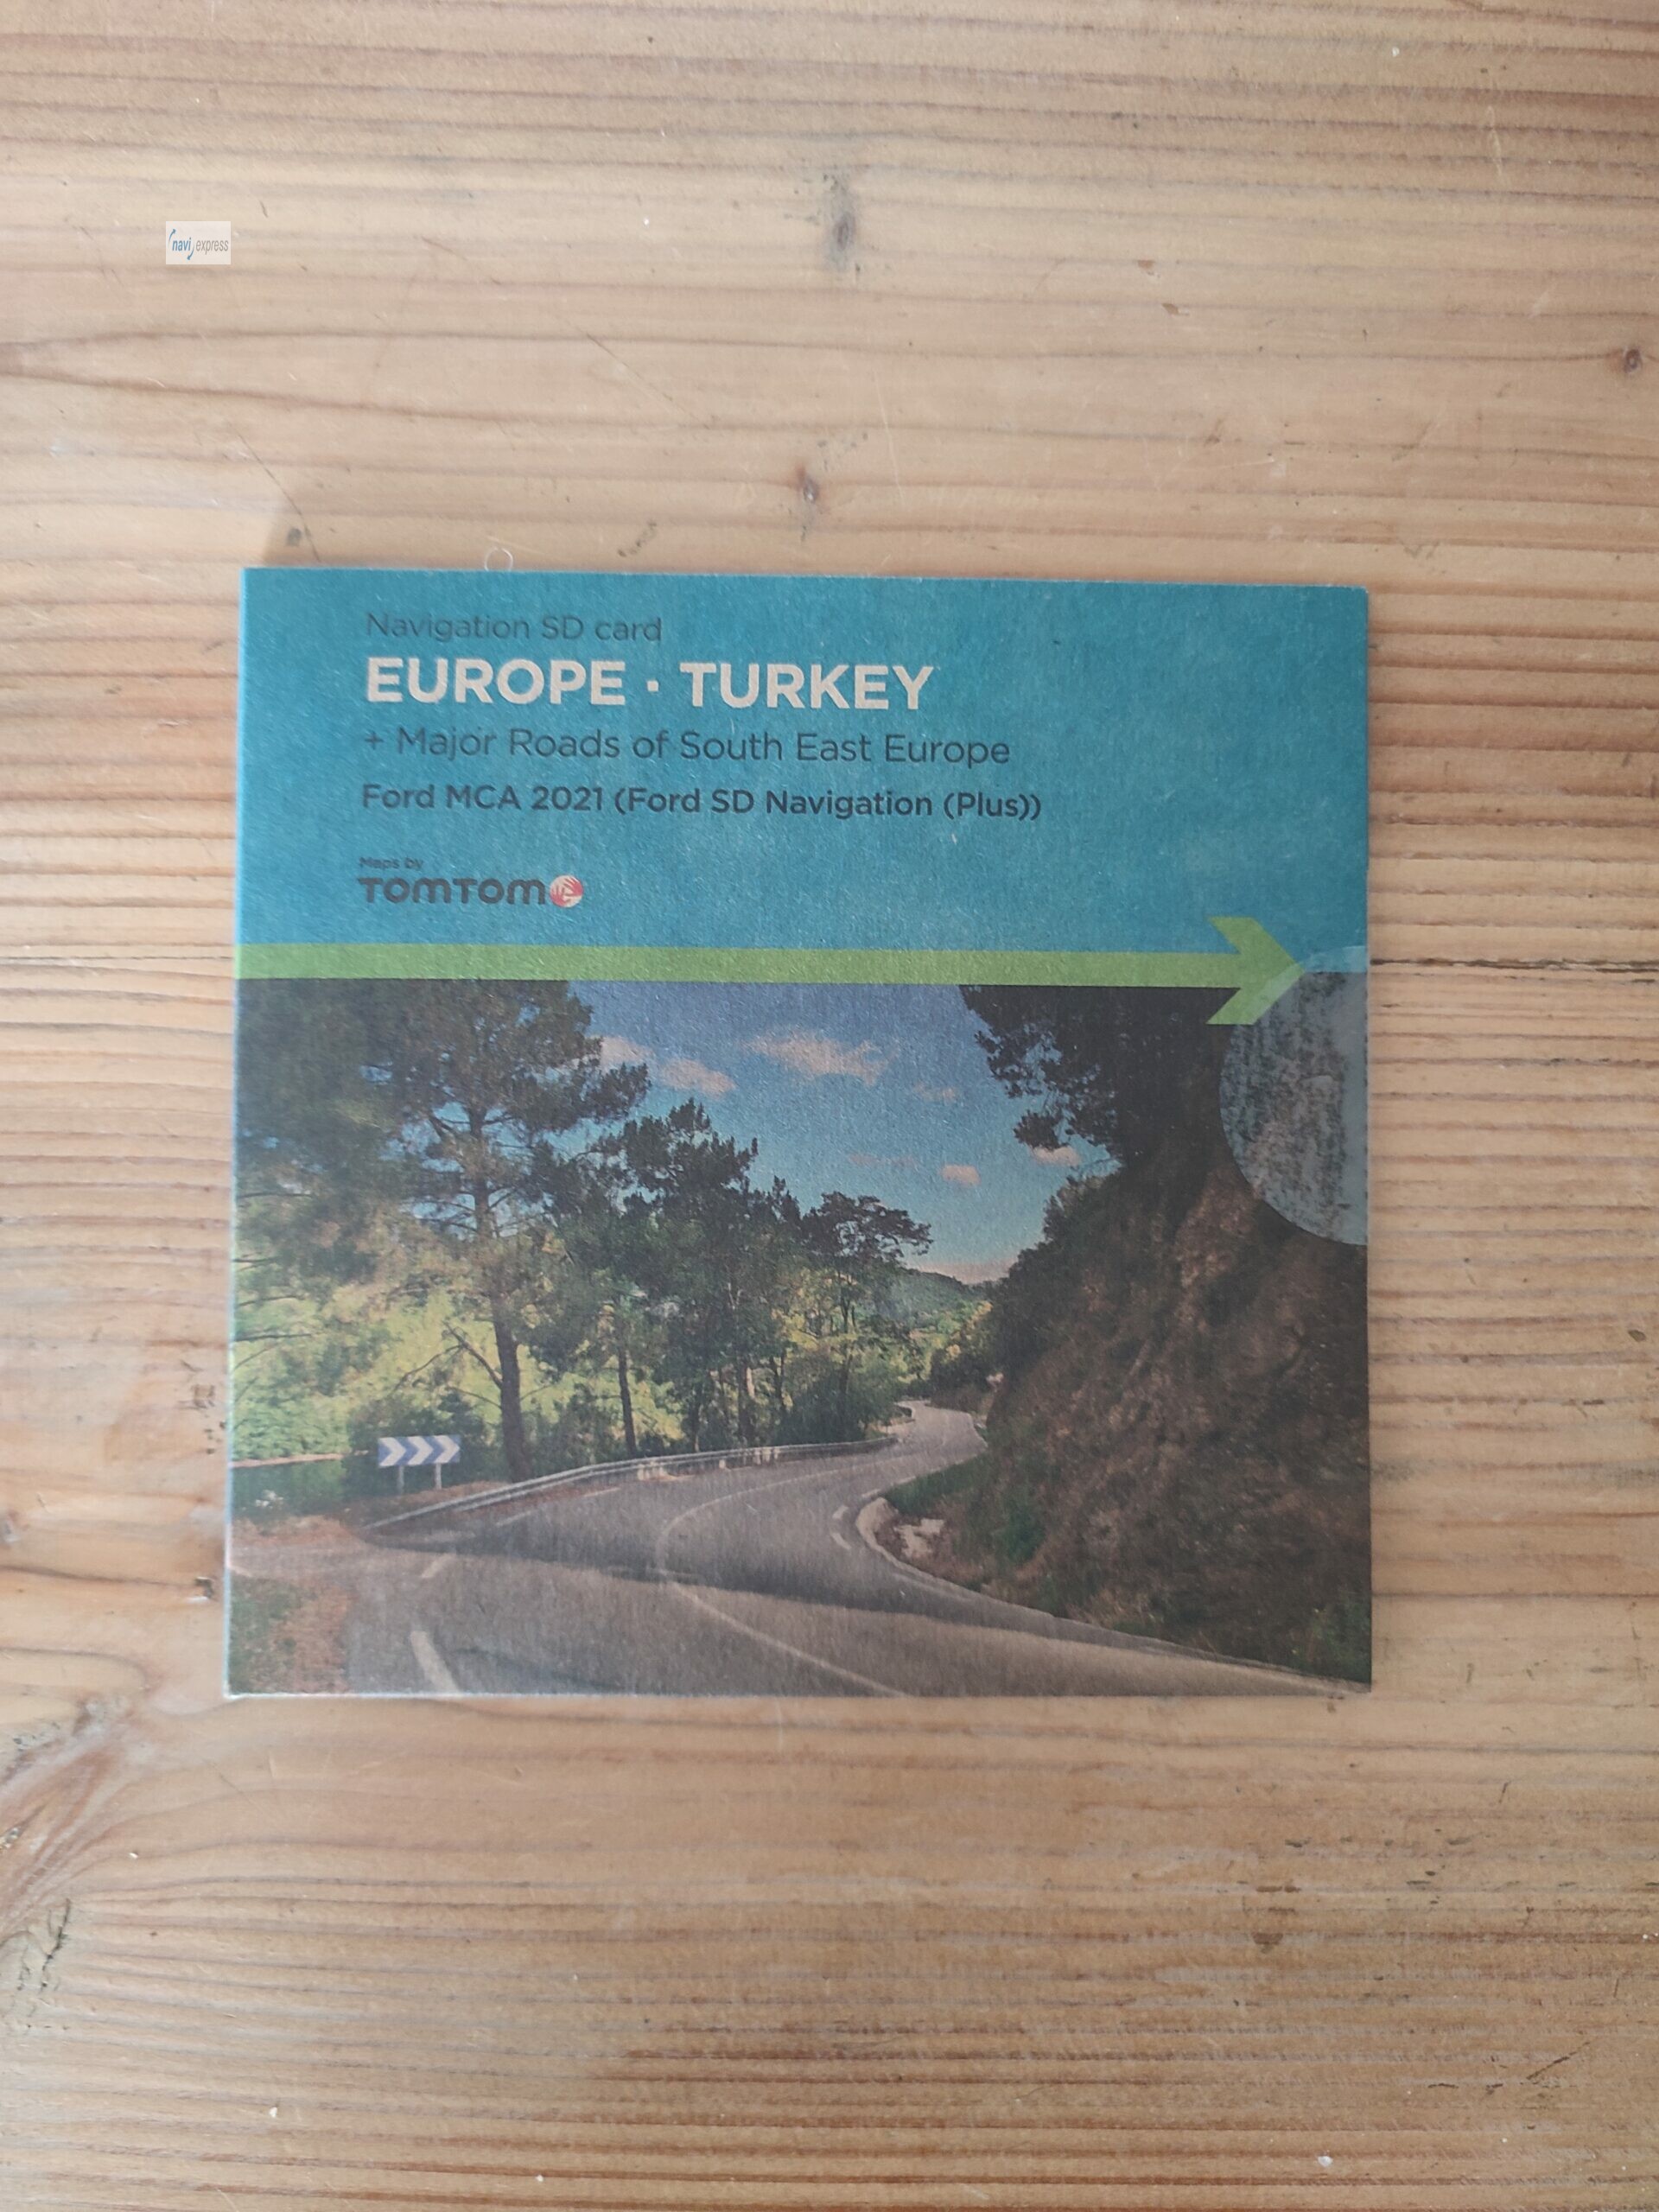 navi express
Navigation SD card
EUROPE · TURKEY
+ Major Roads of South East Europe
Ford MCA 2021 (Ford SD Navigation (Plus))
Maps by
TOMTOM